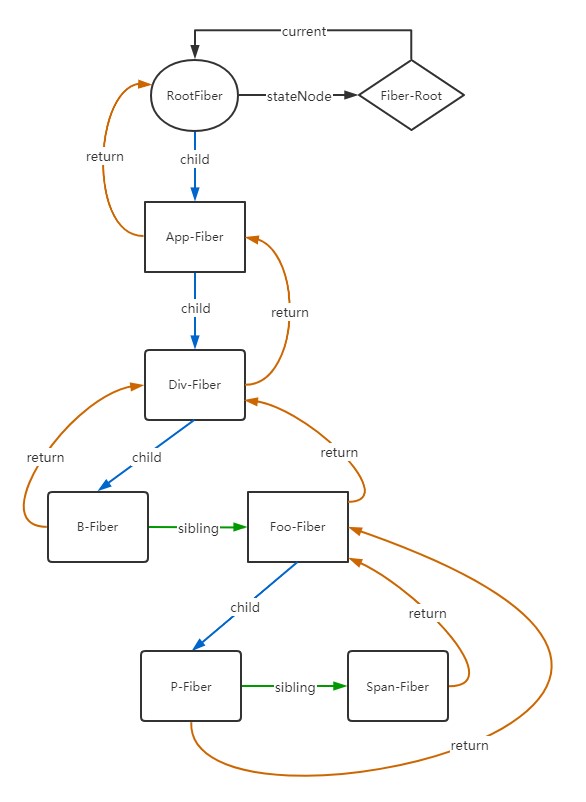 current
RootFiber
stateNode
Fiber-Root
return
child
App-Fiber
child
return
Div-Fiber
return
child
return
B-Fiber
sibling
Foo-Fiber
child
return
P-Fiber
sibling
Span-Fiber
return